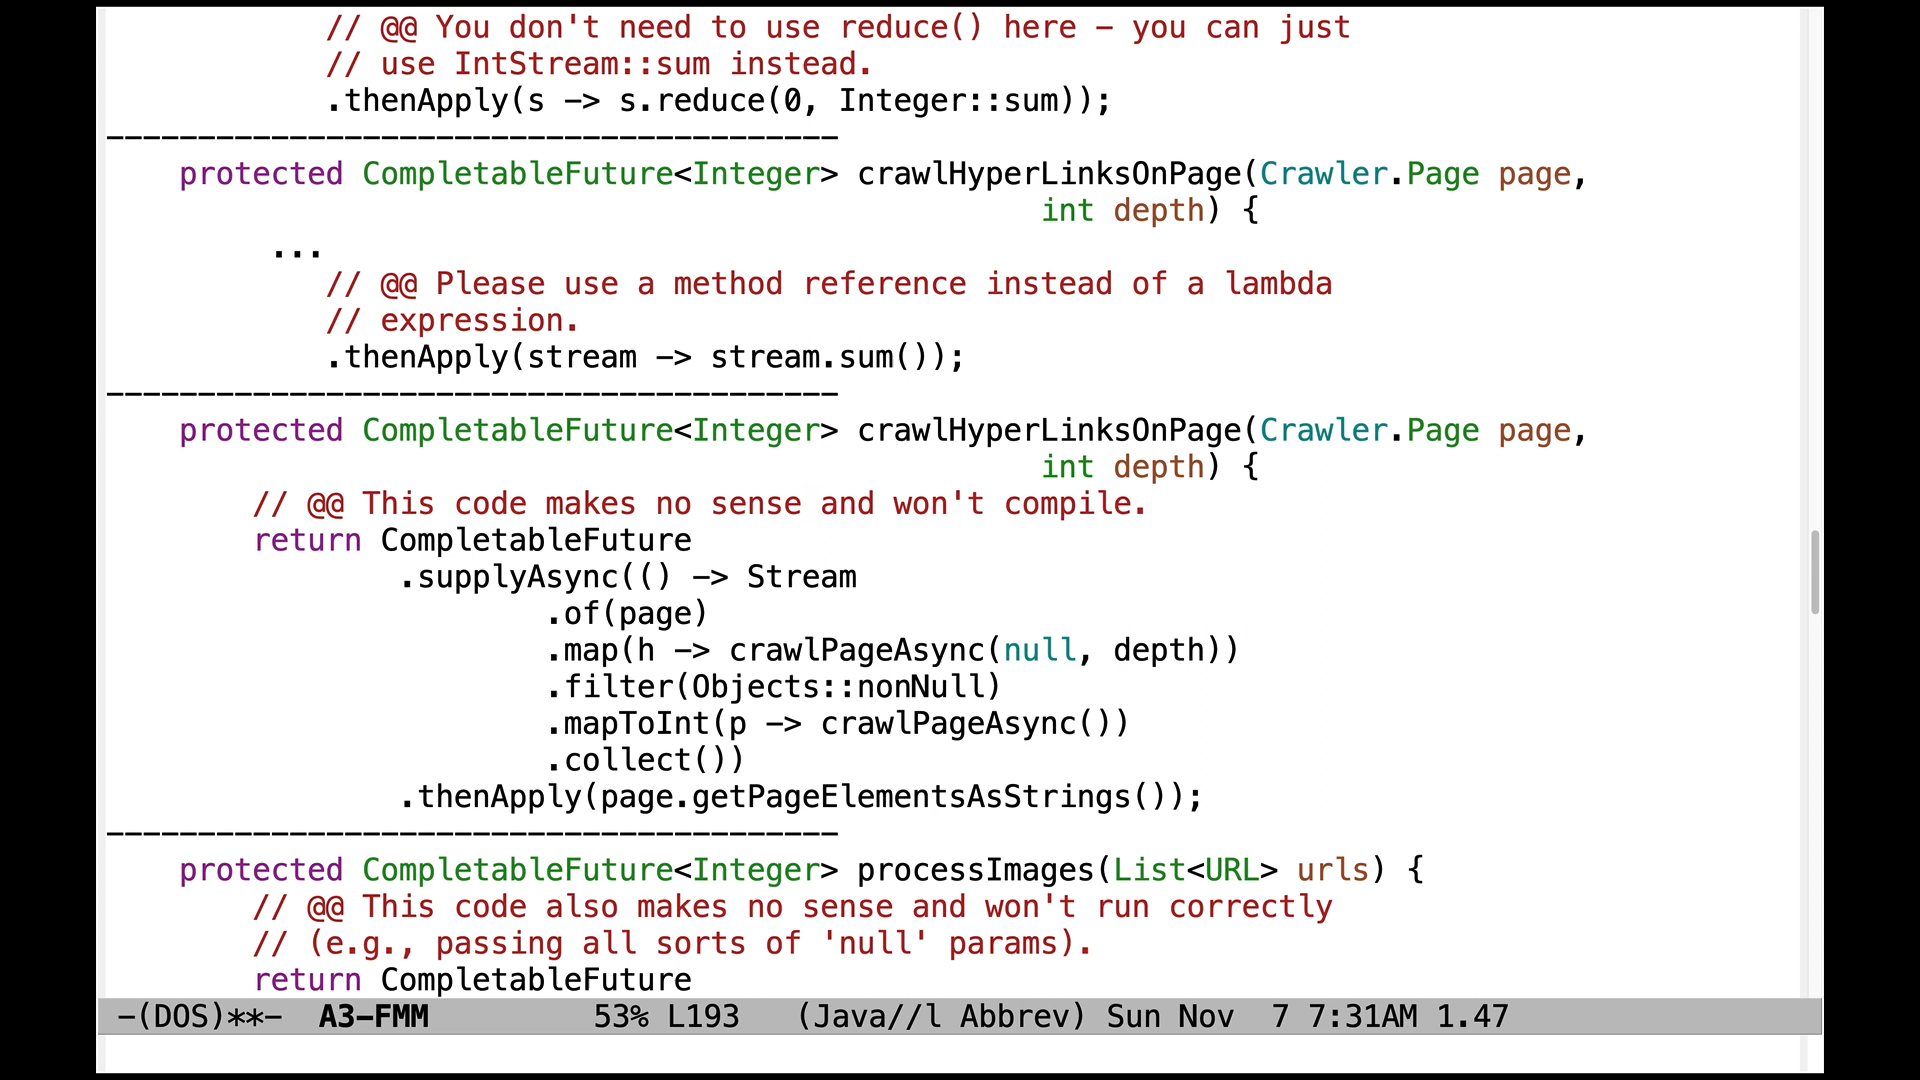 // @@ You don't need to use reduce() here – you can just
// use IntStream::sum instead.
.thenApply(s –> s.reduce(0, Integer::sum));
––––––––––––––––––––––––––––––––––––––––
protected CompletableFuture<Integer> crawlHyperLinksOnPage(Crawler.Page page,
int depth) {
...
// @@ Please use a method reference instead of a lambda
// expression.
.thenApply(stream –> stream.sum());
––––––––––––––––––––––––––––––––––––––––
protected CompletableFuture<Integer> crawlHyperLinksOnPage(Crawler.Page page,
int depth) {
// @@ This code makes no sense and won't compile.
return CompletableFuture
.supplyAsync(() –> Stream
.of(page)
.map(h –> crawlPageAsync(null, depth))
.filter(Objects::nonNull)
.mapToInt(p –> crawlPageAsync())
.collect())
.thenApply(page.getPageElementsAsStrings());
––––––––––––––––––––––––––––––––––––––––
protected CompletableFuture<Integer> processImages(List<URL> urls) {
// @@ This code also makes no sense and won't run correctly
// (e.g., passing all sorts of 'null' params).
return CompletableFuture
–(DOS)**– A3–FMM 53% L193 (Java//l Abbrev) Sun Nov 7 7:31AM 1.47